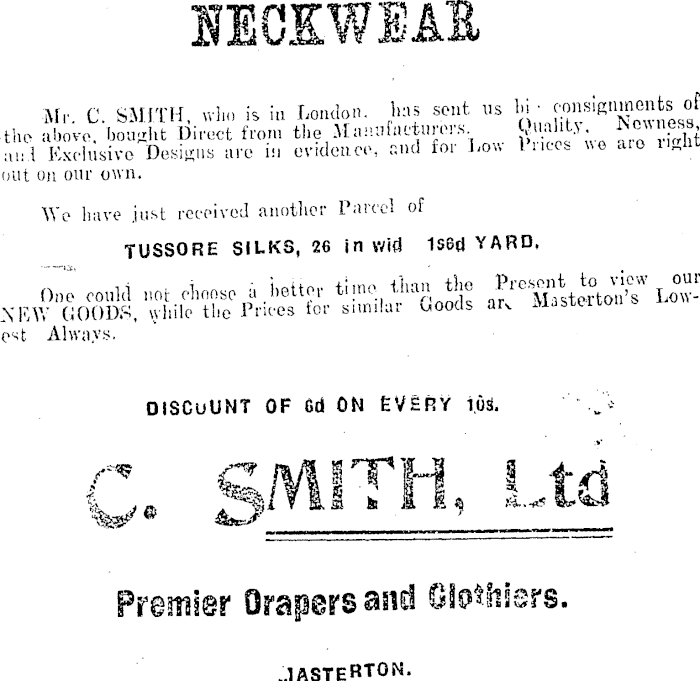 NECKWEAR
Mr. C. SMITH, who is in London, has sent us consignments of
the above, bought Direct from the Manufacturers. Quality, Newness,
and Exclusive Designs are in evidence, and for Low Prices we are right
out on our own.
We have just received another Parcel of
TUSSORE SILKS, 26 in wid 1s6d YARD.
One could not choose a better time than the Present to view our
NEW GOODS, while the Prices for similar Goods are Masterton's Low-
est Always.
DISCOUNT OF 6d ON EVERY 10s.
C. SMITH, Ltd
Premier Drapers and Clothiers.
MASTERTON.